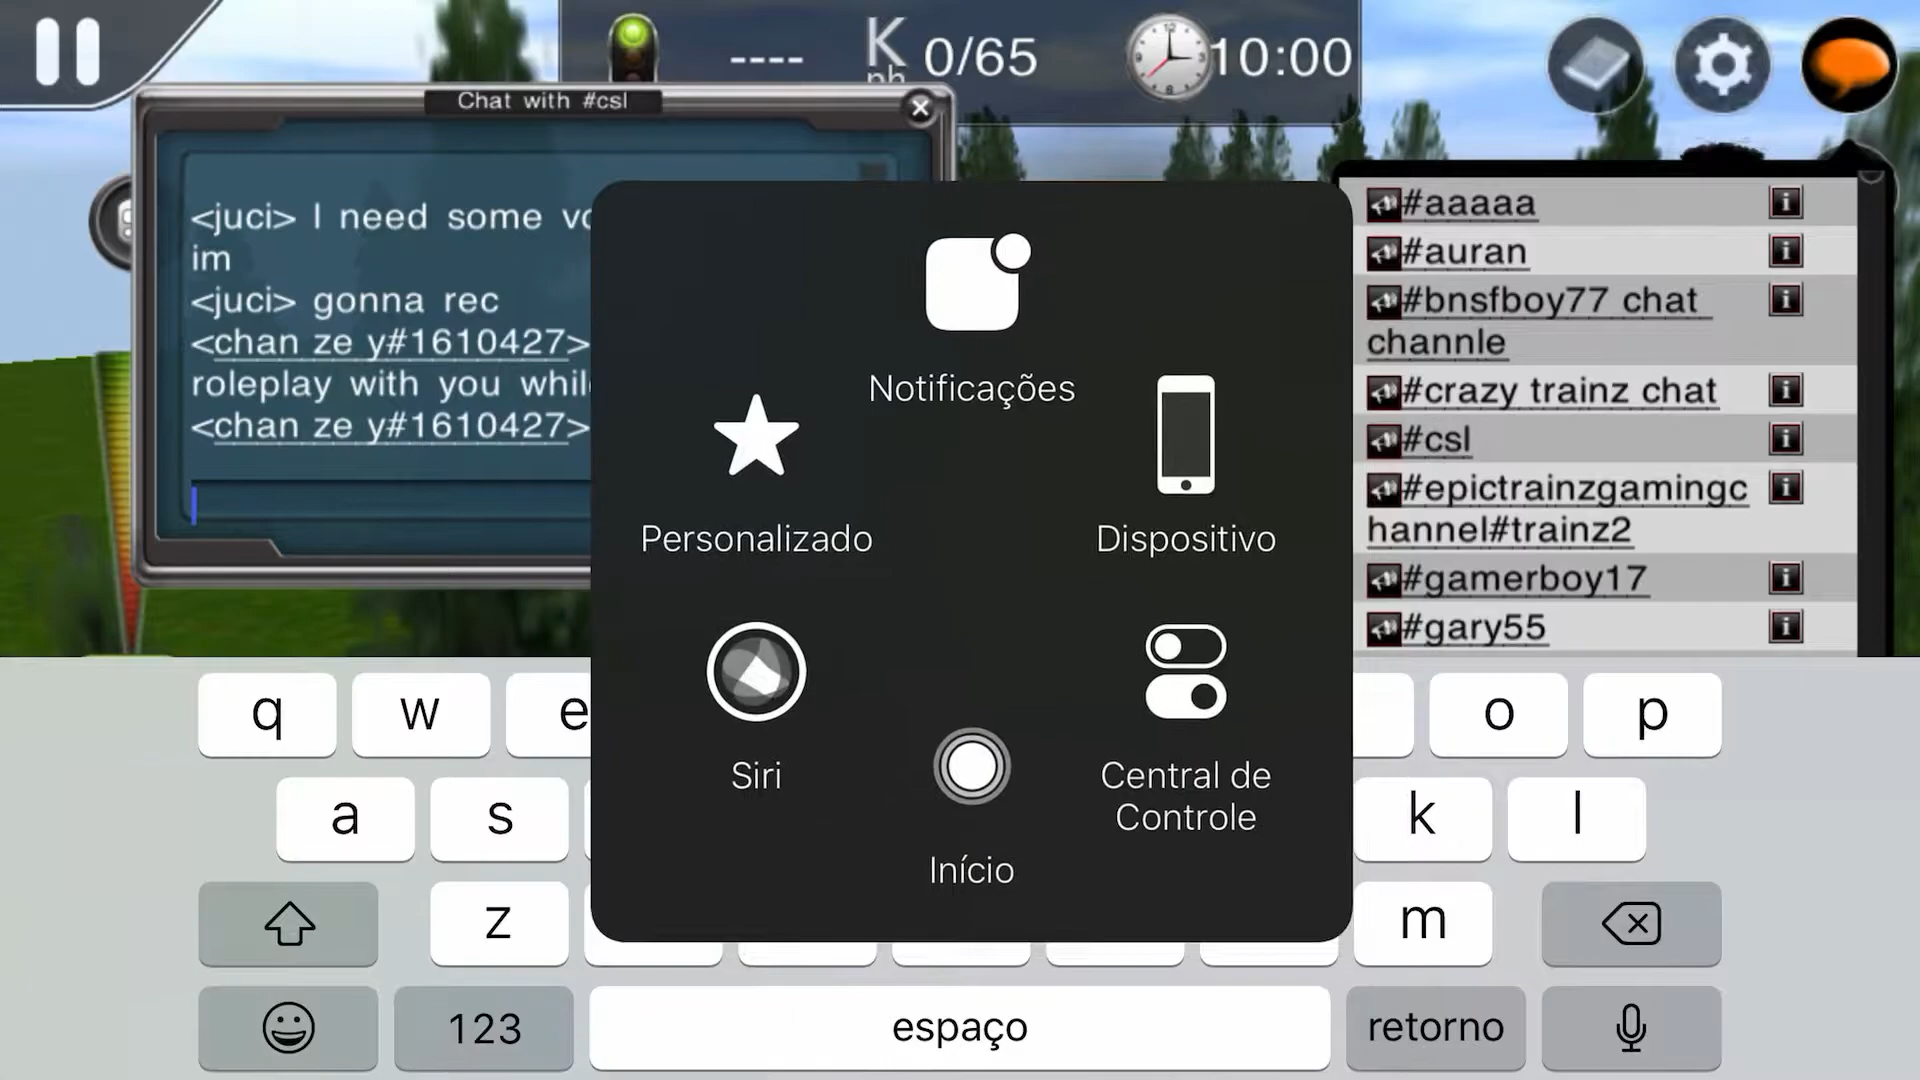 ---- Kph 0/65 10:00
Chat with #csl
<juci> I need some
im
<juci> gonna rec
<chan ze y#1610427>
roleplay with you
<chan ze y#1610427>
#aaaaa
#auran
#bnsfboy77 chat
channle
#crazy trainz chat
#csl
#epictrainzgamingc
hannel#trainz2
#gamerboy17
#gary55
Notificações
Personalizado
Dispositivo
Siri
Central de
Controle
Início
q w e o p
a s k l
z m
123 espaço retorno